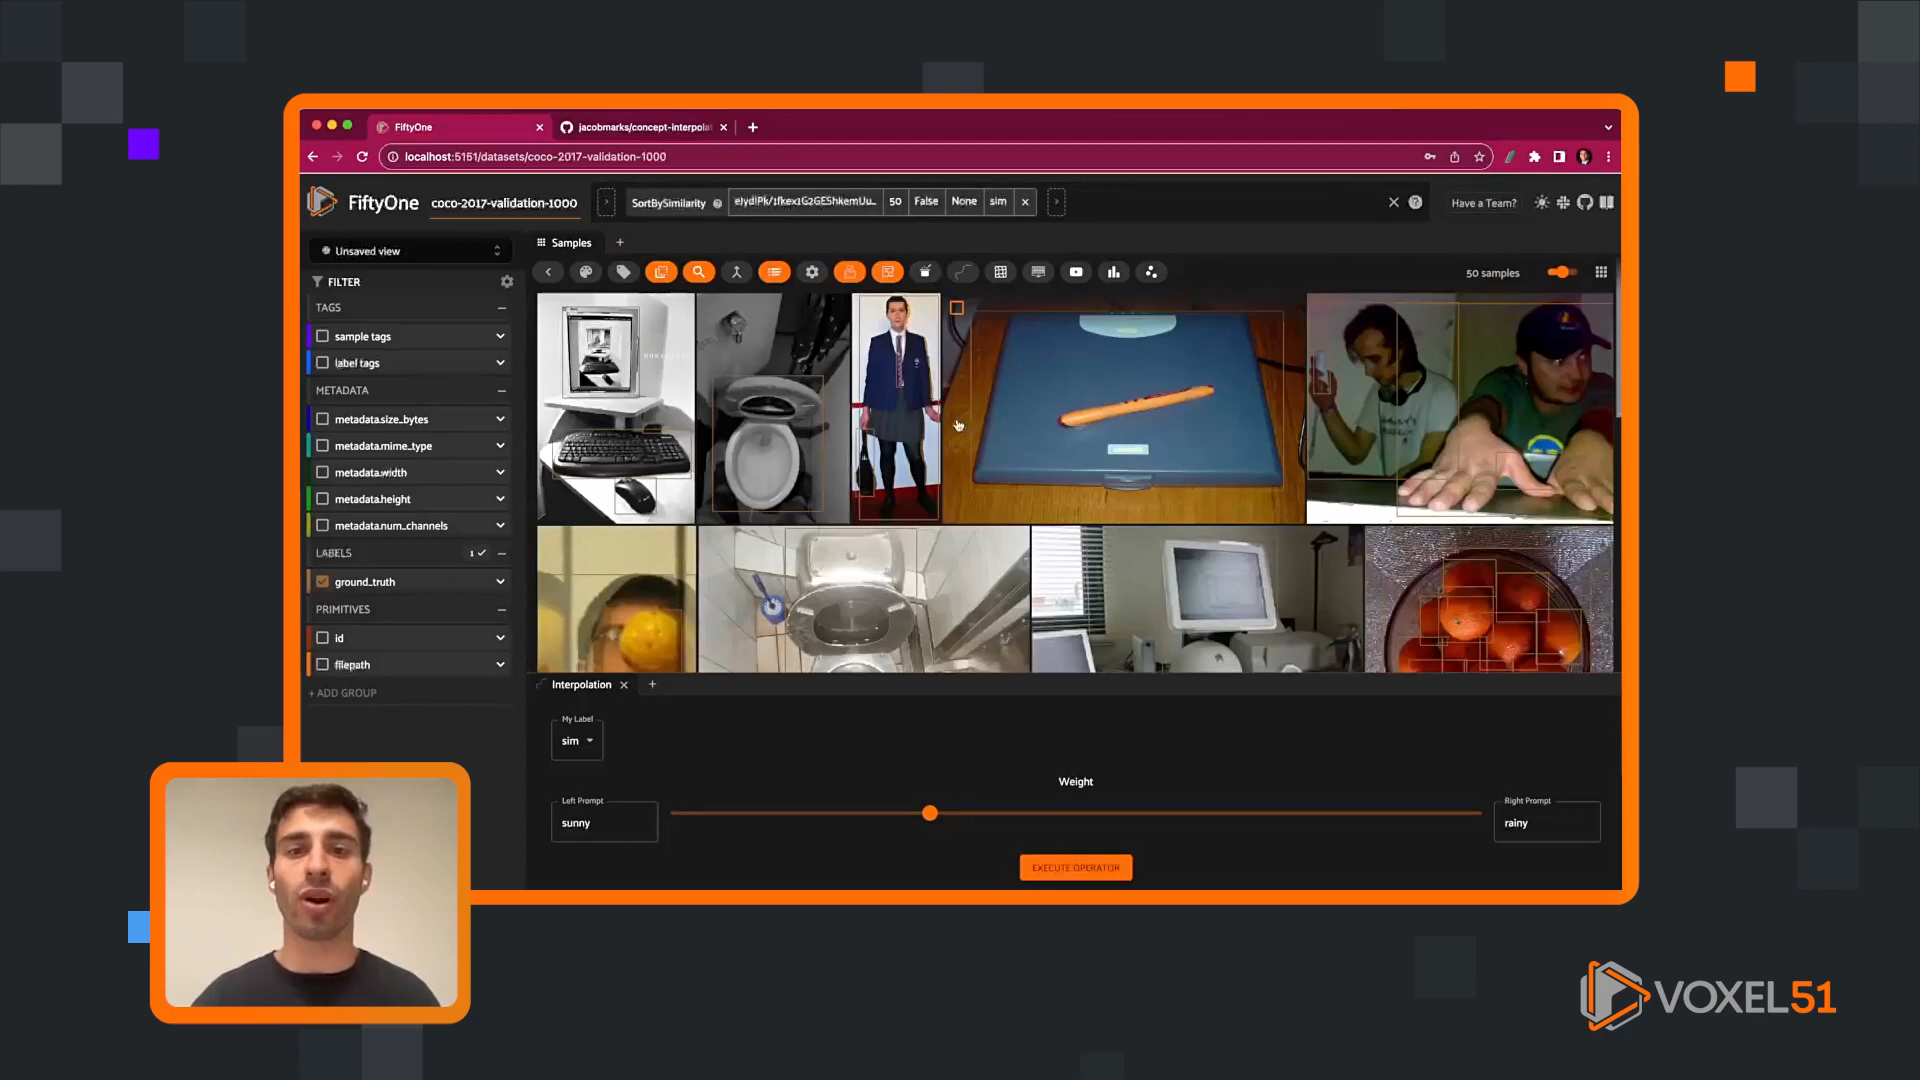 FiftyOne
jacobmarks/concept-interpolat
localhost:5151/datasets/coco-2017-validation-1000
FiftyOne
coco-2017-validation-1000
SortBySimilarity
50
False
None
sim
Have a Team?
Unsaved view
Samples
50 samples
FILTER
TAGS
sample tags
label tags
METADATA
metadata.size_bytes
metadata.mime_type
metadata.width
metadata.height
metadata.num_channels
LABELS
1
ground_truth
PRIMITIVES
id
filepath
+ ADD GROUP
Interpolation
My Label
sim
Weight
Left Prompt
sunny
Right Prompt
rainy
EXECUTE OPERATOR
VOXEL51